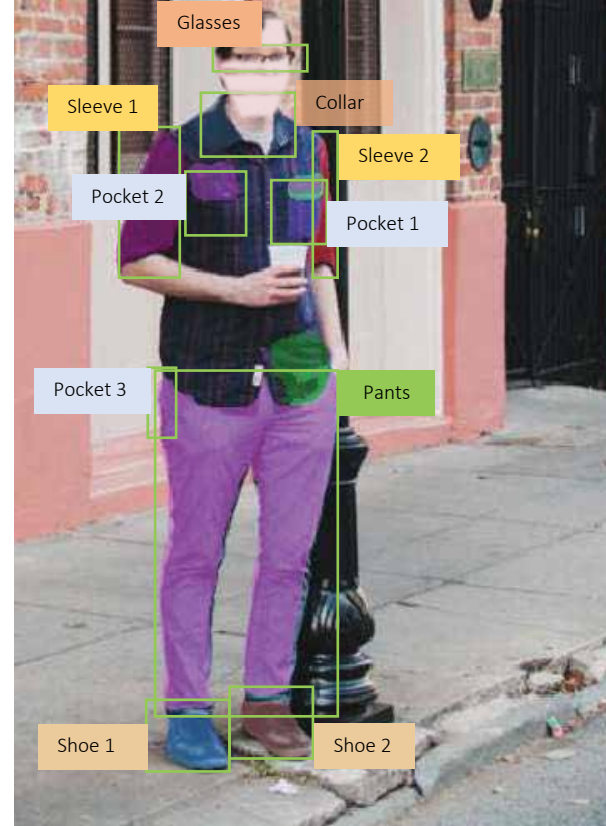 Glasses
Collar
Sleeve 1
Sleeve 2
Pocket 2
Pocket 1
Pocket 3
Pants
Shoe 1
Shoe 2